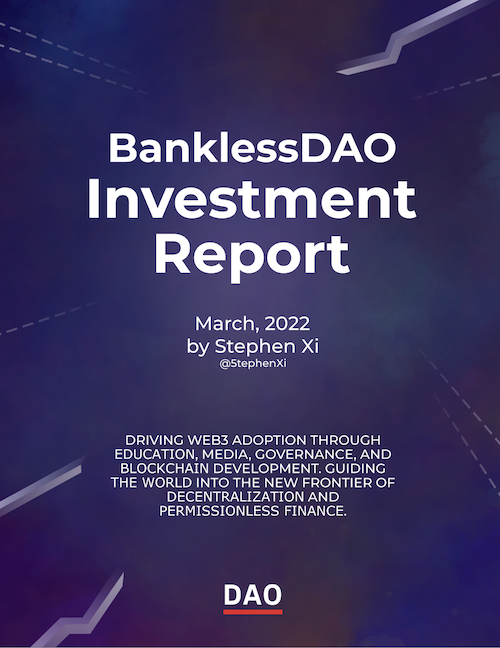 BanklessDAO
Investment
Report
March, 2022
by Stephen Xi
@5tephenXi
DRIVING WEB3 ADOPTION THROUGH
EDUCATION, MEDIA, GOVERNANCE, AND
BLOCKCHAIN DEVELOPMENT. GUIDING
THE WORLD INTO THE NEW FRONTIER OF
DECENTRALIZATION AND
PERMISSIONLESS FINANCE.
DAO